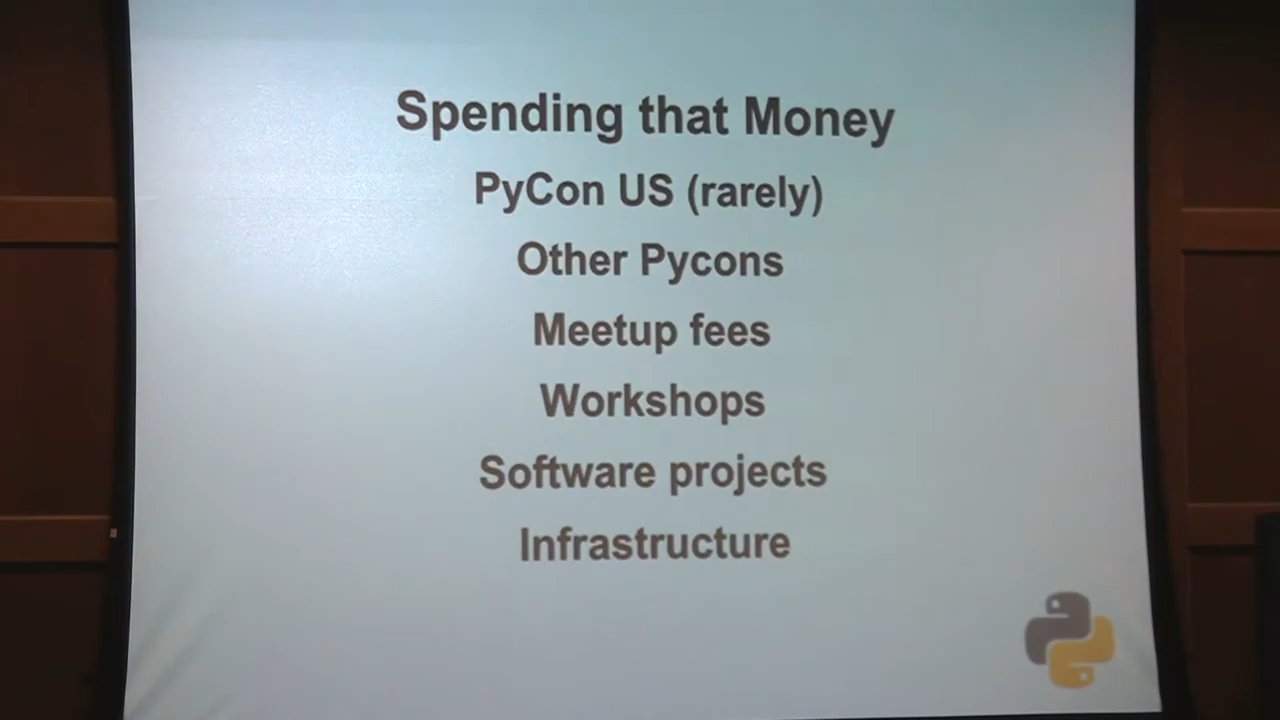 Spending that Money
PyCon US (rarely)
Other Pycons
Meetup fees
Workshops
Software projects
Infrastructure